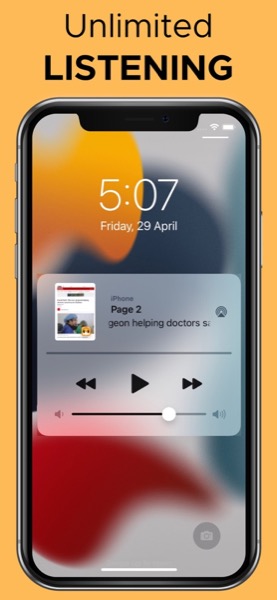 Unlimited
LISTENING
5:07
Friday, 29 April
iPhone
Page 2
geon helping doctors sa